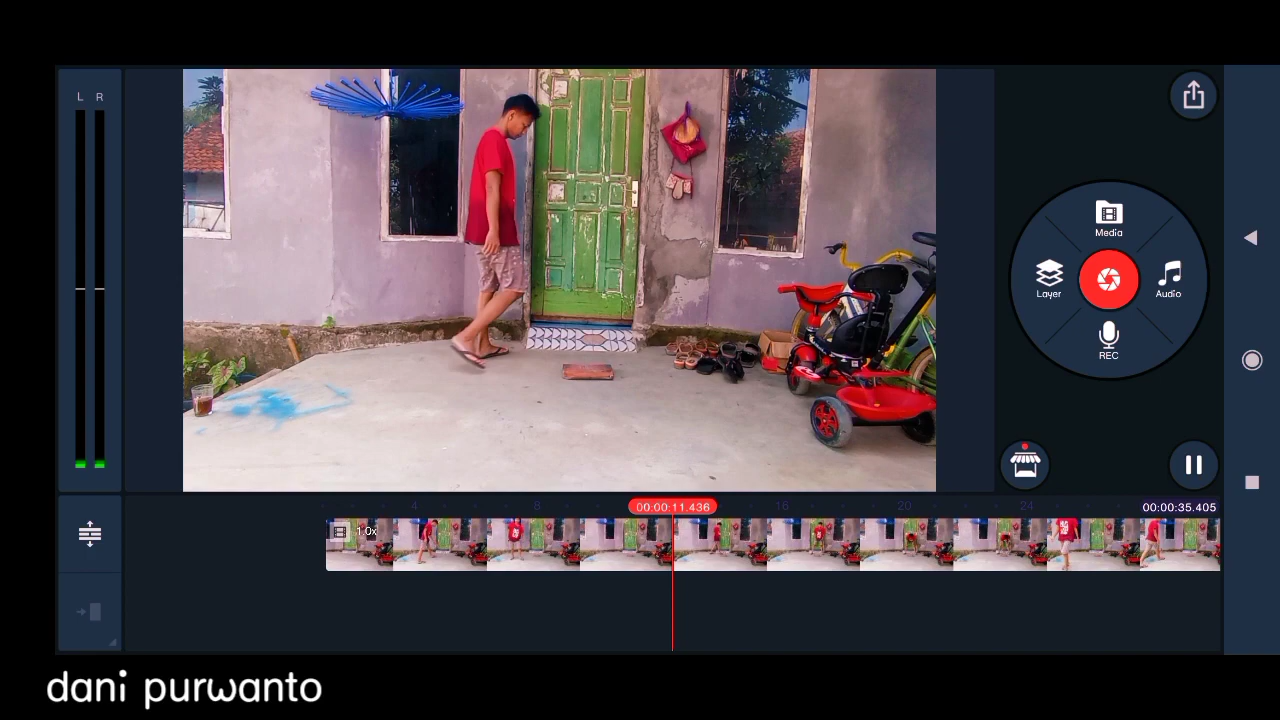 L R
Media
Layer
Audio
REC
4 8 00:00:11.436 16 20 24 00:00:35.405
1.0x
dani purwanto